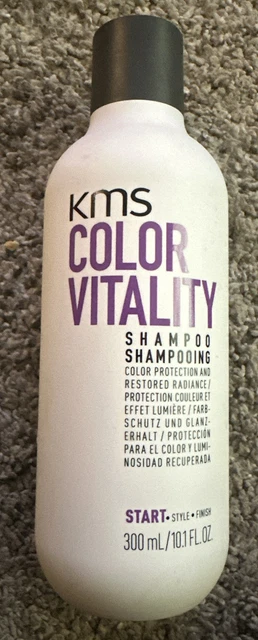 KMS
COLOR
VITALITY
SHAMPOO
SHAMPOOING
COLOR PROTECTION AND
RESTORED RADIANCE/
PROTECTION COULEUR ET
EFFET LUMIÈRE / FARB-
SCHUTZ UND GLANZ-
ERHALT / PROTECCIÓN
PARA EL COLOR Y LUMI-
NOSIDAD RECUPERADA
START • STYLE • FINISH
300 mL/10.1 FL.OZ.